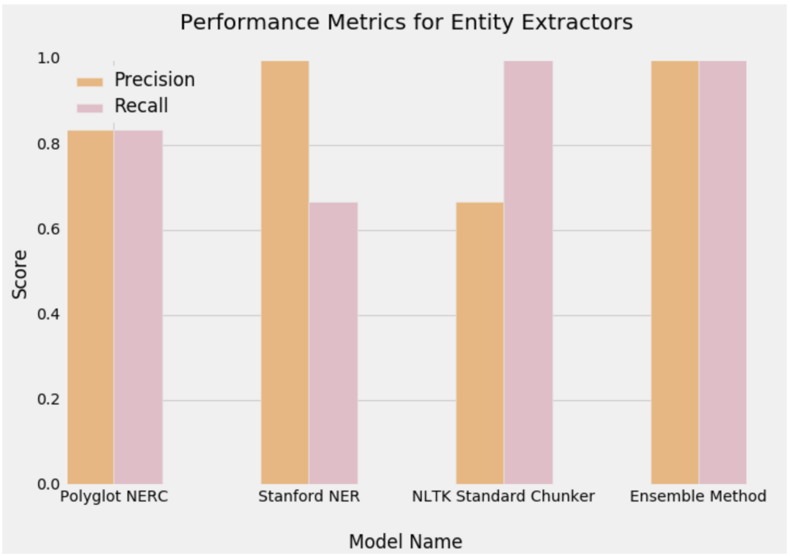 Performance Metrics for Entity Extractors
Precision
Recall
1.0
0.8
0.6
0.4
0.2
0.0
Score
Polyglot NERC
Stanford NER
NLTK Standard Chunker
Ensemble Method
Model Name